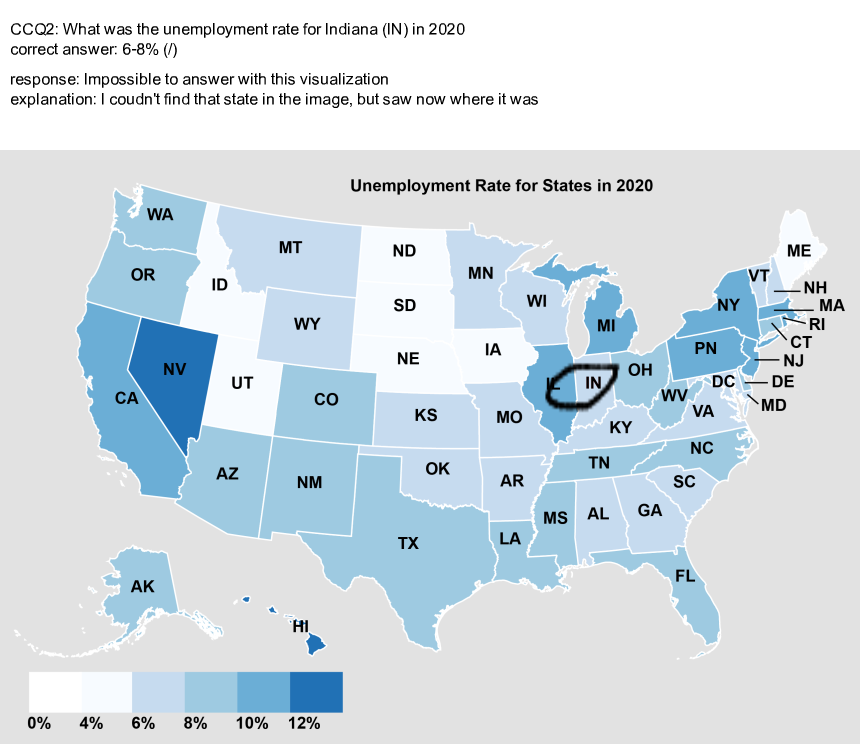 CCQ2: What was the unemployment rate for Indiana (IN) in 2020
correct answer: 6-8% (/)
response: Impossible to answer with this visualization
explanation: I coudn't find that state in the image, but saw now where it was
Unemployment Rate for States in 2020
WA
MT
ND
ME
OR
ID
MN
VT
NH
SD
WI
NY
MA
WY
MI
RI
CT
NV
NE
IA
PN
NJ
UT
IL
IN
OH
DC
DE
CA
CO
WV
MD
KS
MO
VA
KY
AZ
NM
OK
TN
NC
AR
SC
MS
AL
GA
TX
LA
FL
AK
HI
0% 4% 6% 8% 10% 12%